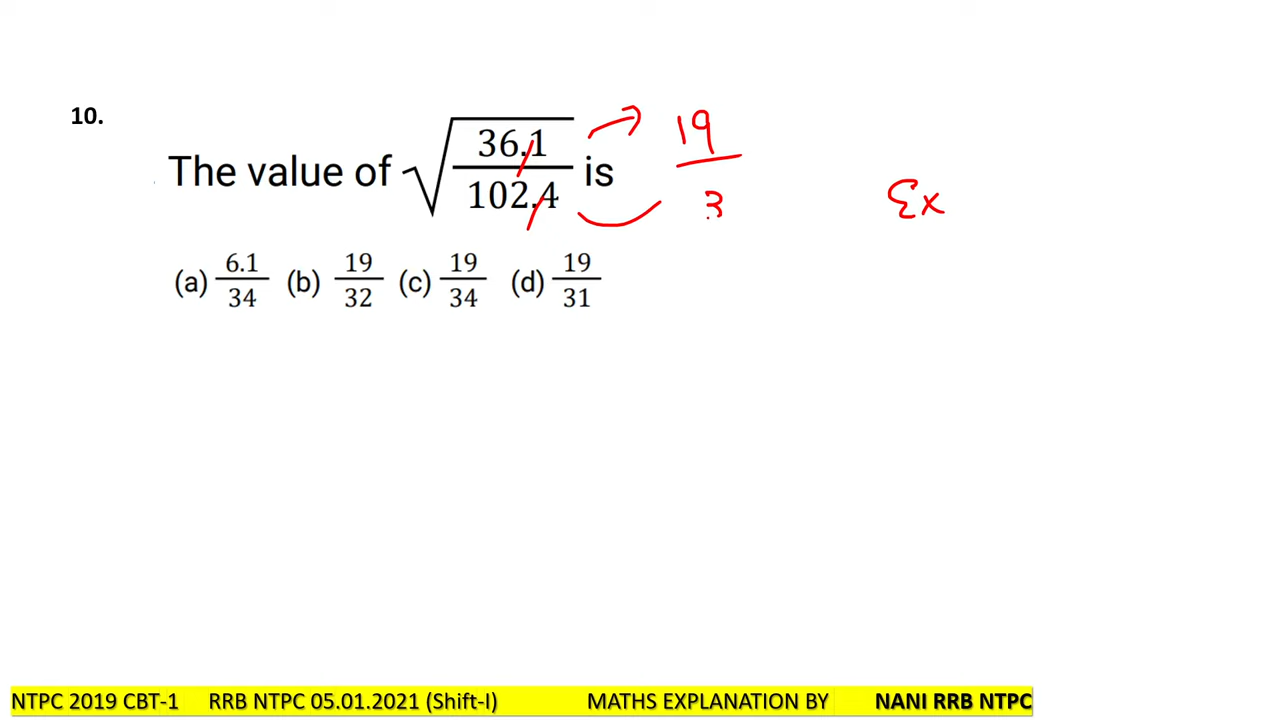 10.
The value of √(36.1/102.4) is
19
3
Ex
(a) 6.1/34 (b) 19/32 (c) 19/34 (d) 19/31
NTPC 2019 CBT-1 RRB NTPC 05.01.2021 (Shift-I) MATHS EXPLANATION BY NANI RRB NTPC